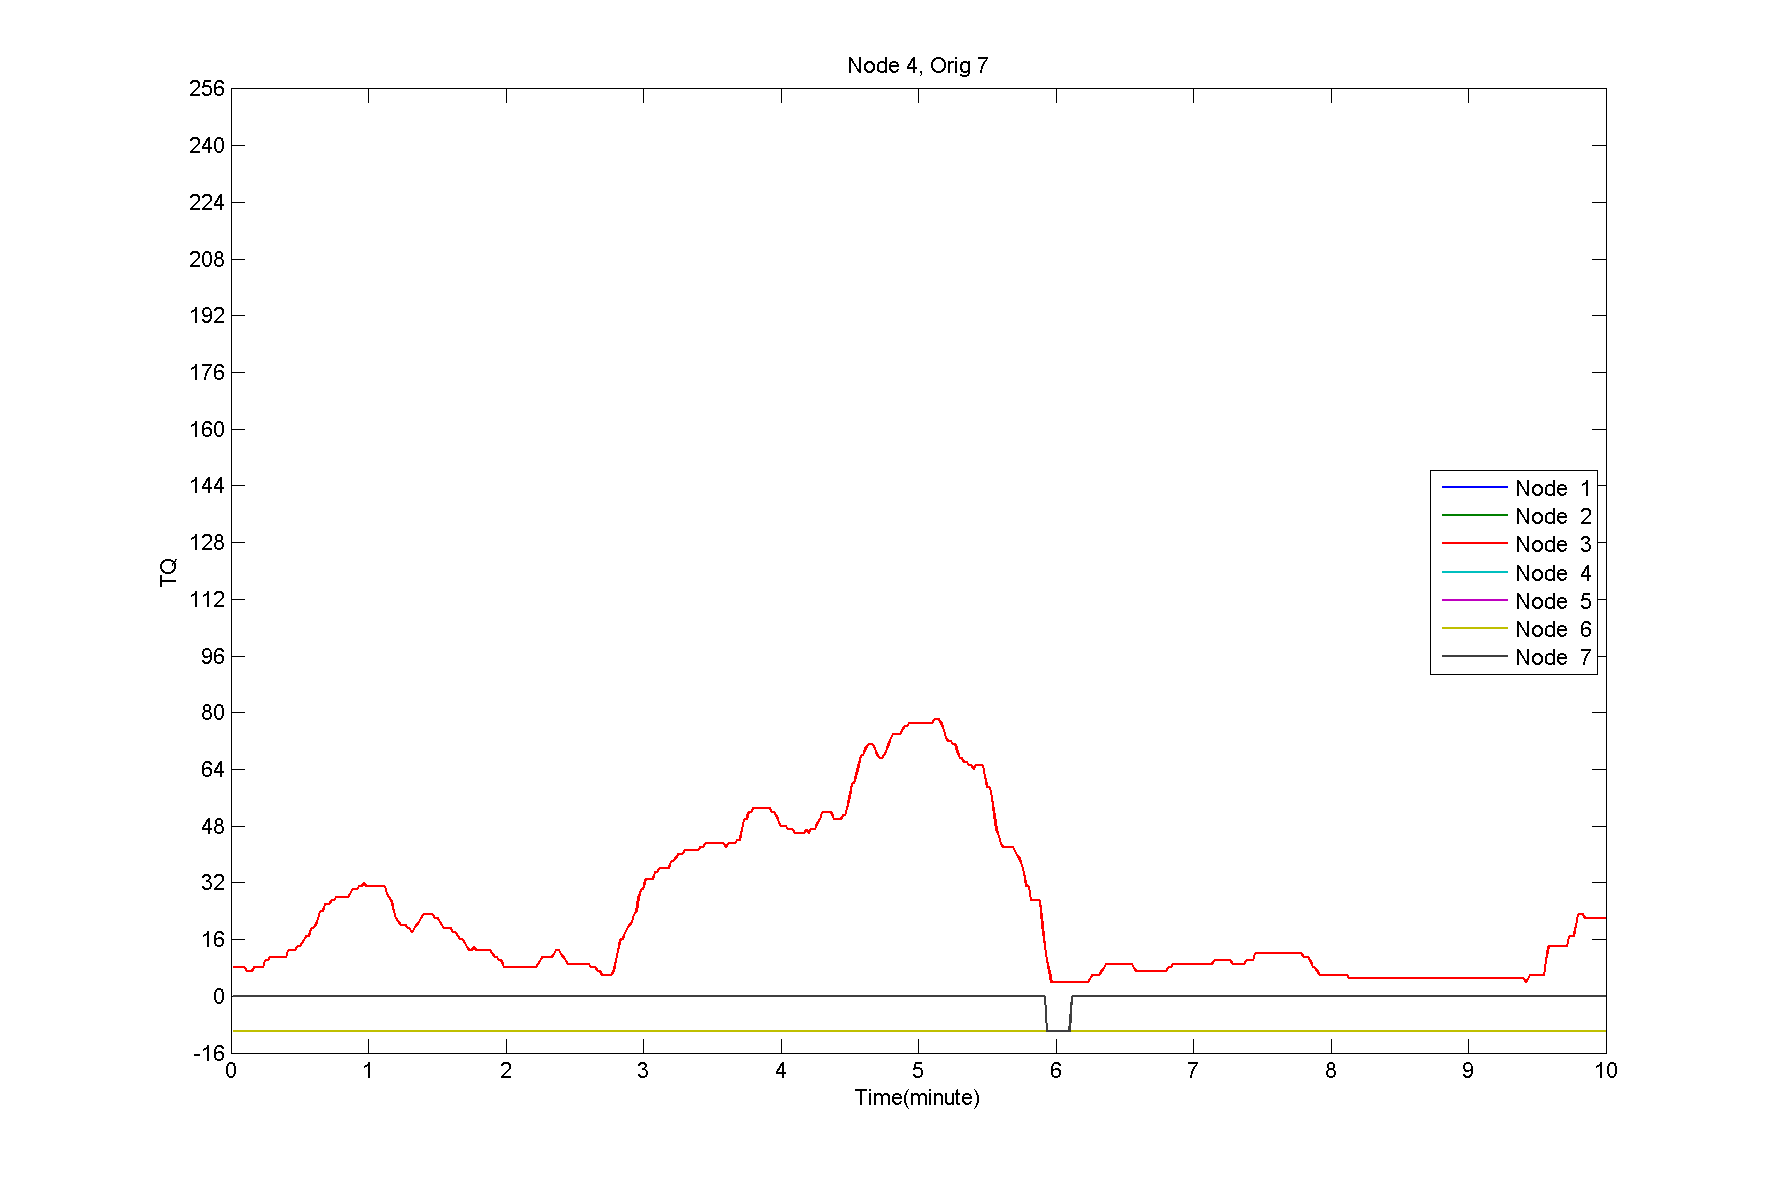 Node 4, Orig 7
256
240
224
208
192
176
160
144
128
112
96
80
64
48
32
16
0
-16
TQ
Node 1
Node 2
Node 3
Node 4
Node 5
Node 6
Node 7
0 1 2 3 4 5 6 7 8 9 10
Time(minute)